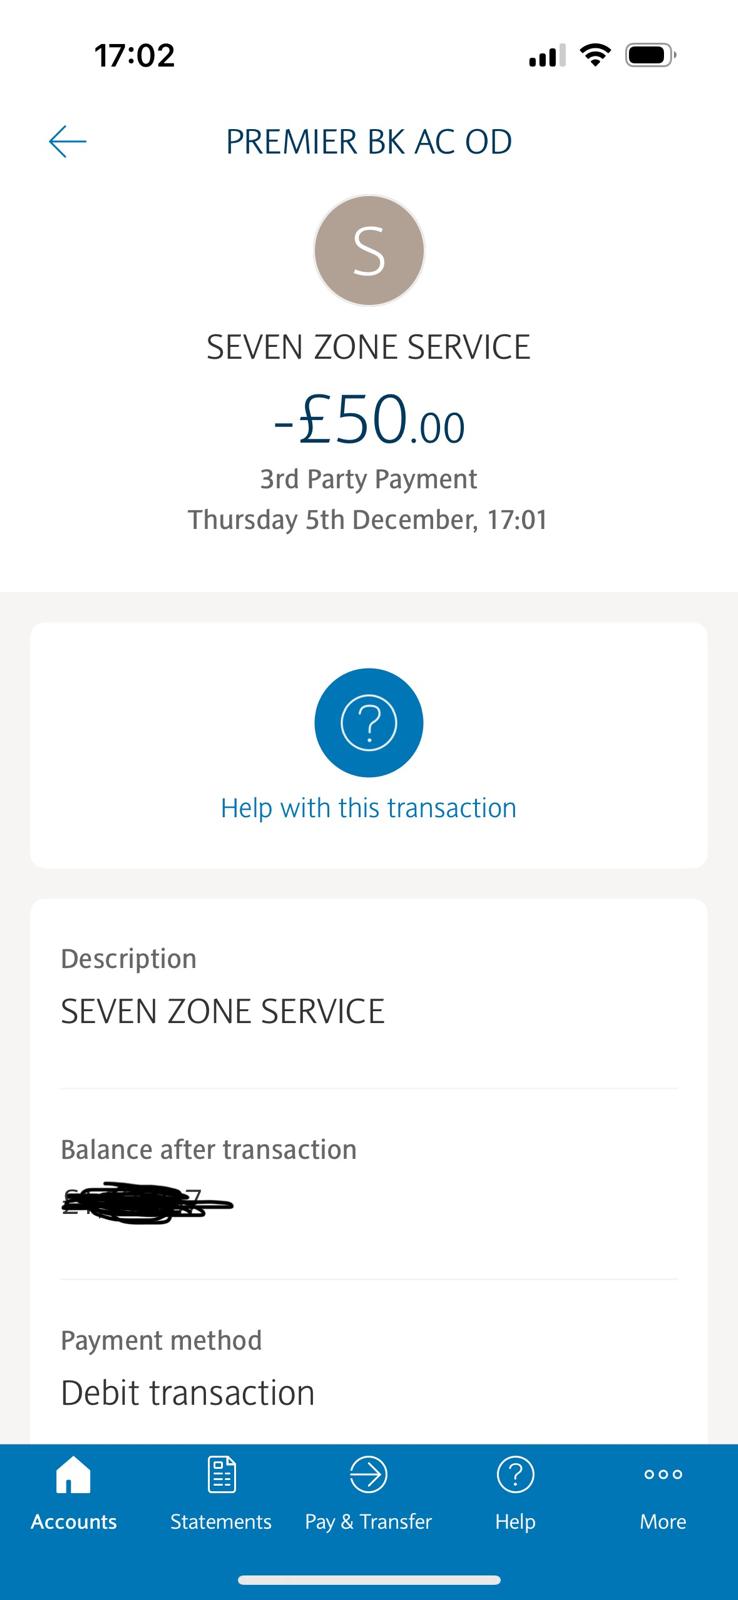 17:02
PREMIER BK AC OD
S
SEVEN ZONE SERVICE
-£50.00
3rd Party Payment
Thursday 5th December, 17:01
?
Help with this transaction
Description
SEVEN ZONE SERVICE
Balance after transaction
Payment method
Debit transaction
Accounts
Statements
Pay & Transfer
?
Help
More